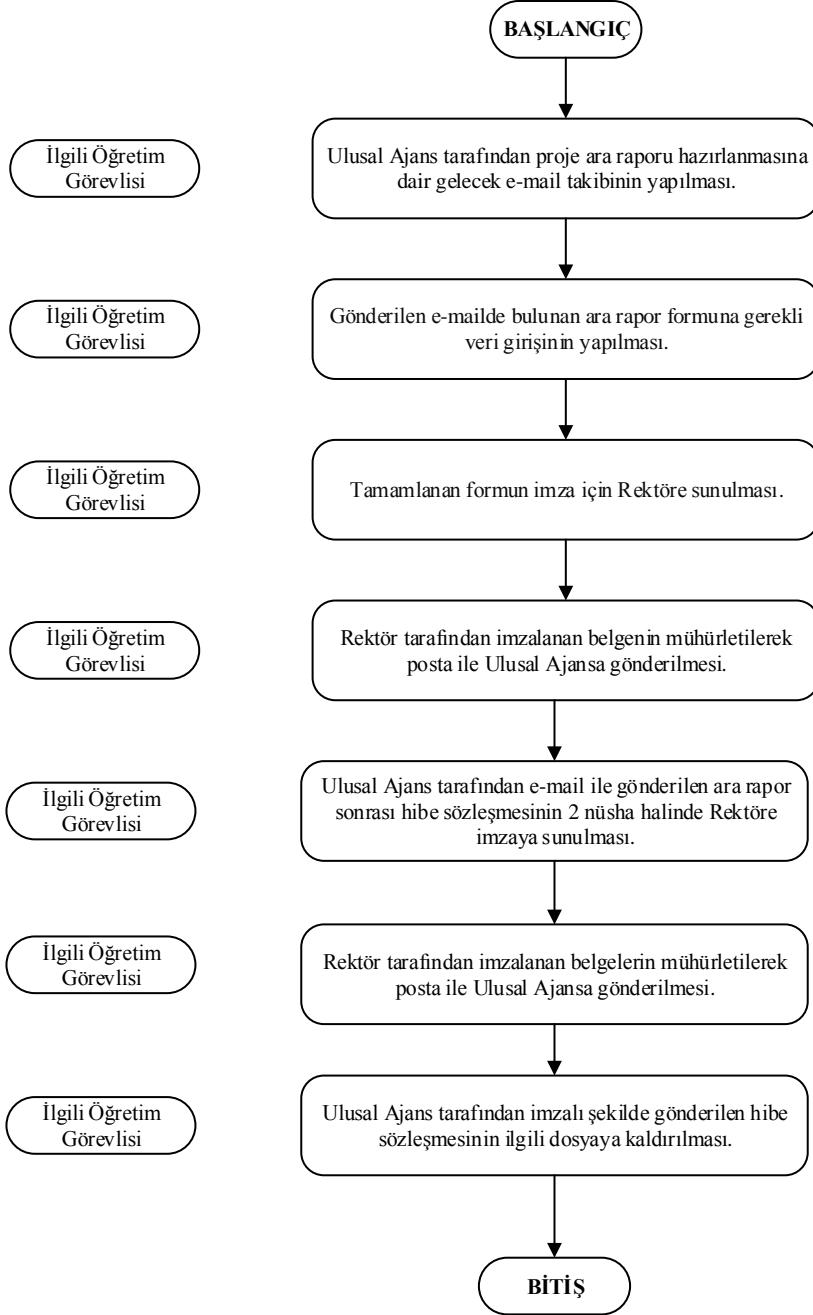 BAŞLANGIÇ
İlgili Öğretim
Görevlisi
Ulusal Ajans tarafından proje ara raporu hazırlanmasına
dair gelecek e-mail takibinin yapılması.
İlgili Öğretim
Görevlisi
Gönderilen e-mailde bulunan ara rapor formuna gerekli
veri girişinin yapılması.
İlgili Öğretim
Görevlisi
Tamamlanan formun imza için Rektöre sunulması.
İlgili Öğretim
Görevlisi
Rektör tarafından imzalanan belgenin mühürletilerek
posta ile Ulusal Ajansa gönderilmesi.
İlgili Öğretim
Görevlisi
Ulusal Ajans tarafından e-mail ile gönderilen ara rapor
sonrası hibe sözleşmesinin 2 nüsha halinde Rektöre
imzaya sunulması.
İlgili Öğretim
Görevlisi
Rektör tarafından imzalanan belgelerin mühürletilerek
posta ile Ulusal Ajansa gönderilmesi.
İlgili Öğretim
Görevlisi
Ulusal Ajans tarafından imzalı şekilde gönderilen hibe
sözleşmesinin ilgili dosyaya kaldırılması.
BİTİŞ